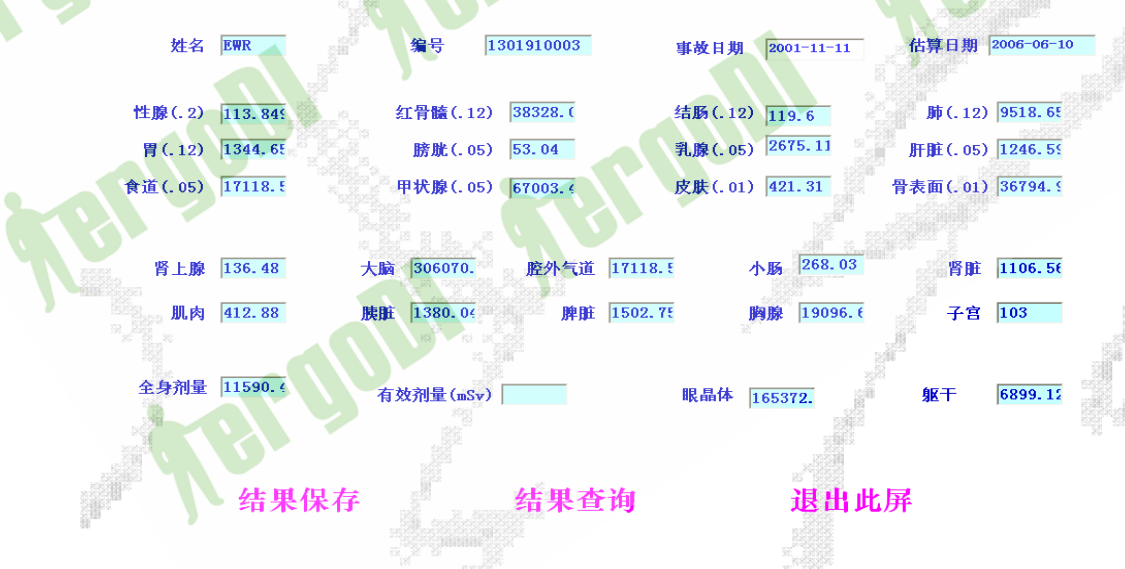 姓名 EWR 编号 1301910003 事故日期 2001-11-11 估算日期 2006-06-10
性腺(.2) 113.849 红骨髓(.12) 38328.0 结肠(.12) 119.6 肺(.12) 9518.65
胃(.12) 1344.65 膀胱(.05) 53.04 乳腺(.05) 2675.11 肝脏(.05) 1246.59
食道(.05) 17118.5 甲状腺(.05) 67003.4 皮肤(.01) 421.31 骨表面(.01) 36794.9
肾上腺 136.48 大脑 306070. 腔外气道 17118.5 小肠 268.03 肾脏 1106.56
肌肉 412.88 胰脏 1380.04 脾脏 1502.75 胸腺 19096.6 子宫 103
全身剂量 11590.4 有效剂量(mSv) 眼晶体 165372. 躯干 6899.12
结果保存 结果查询 退出此屏